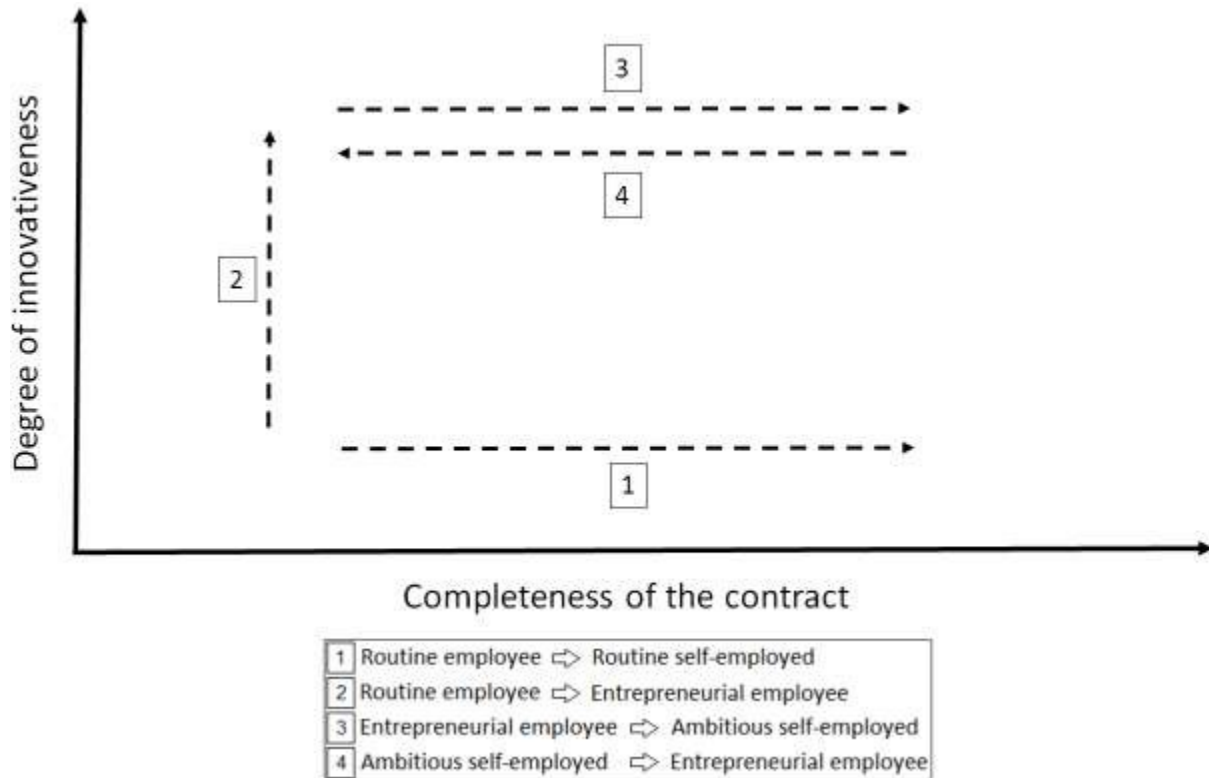 3
4
2
1
Degree of innovativeness
Completeness of the contract
1 Routine employee ⇨ Routine self-employed
2 Routine employee ⇨ Entrepreneurial employee
3 Entrepreneurial employee ⇨ Ambitious self-employed
4 Ambitious self-employed ⇨ Entrepreneurial employee